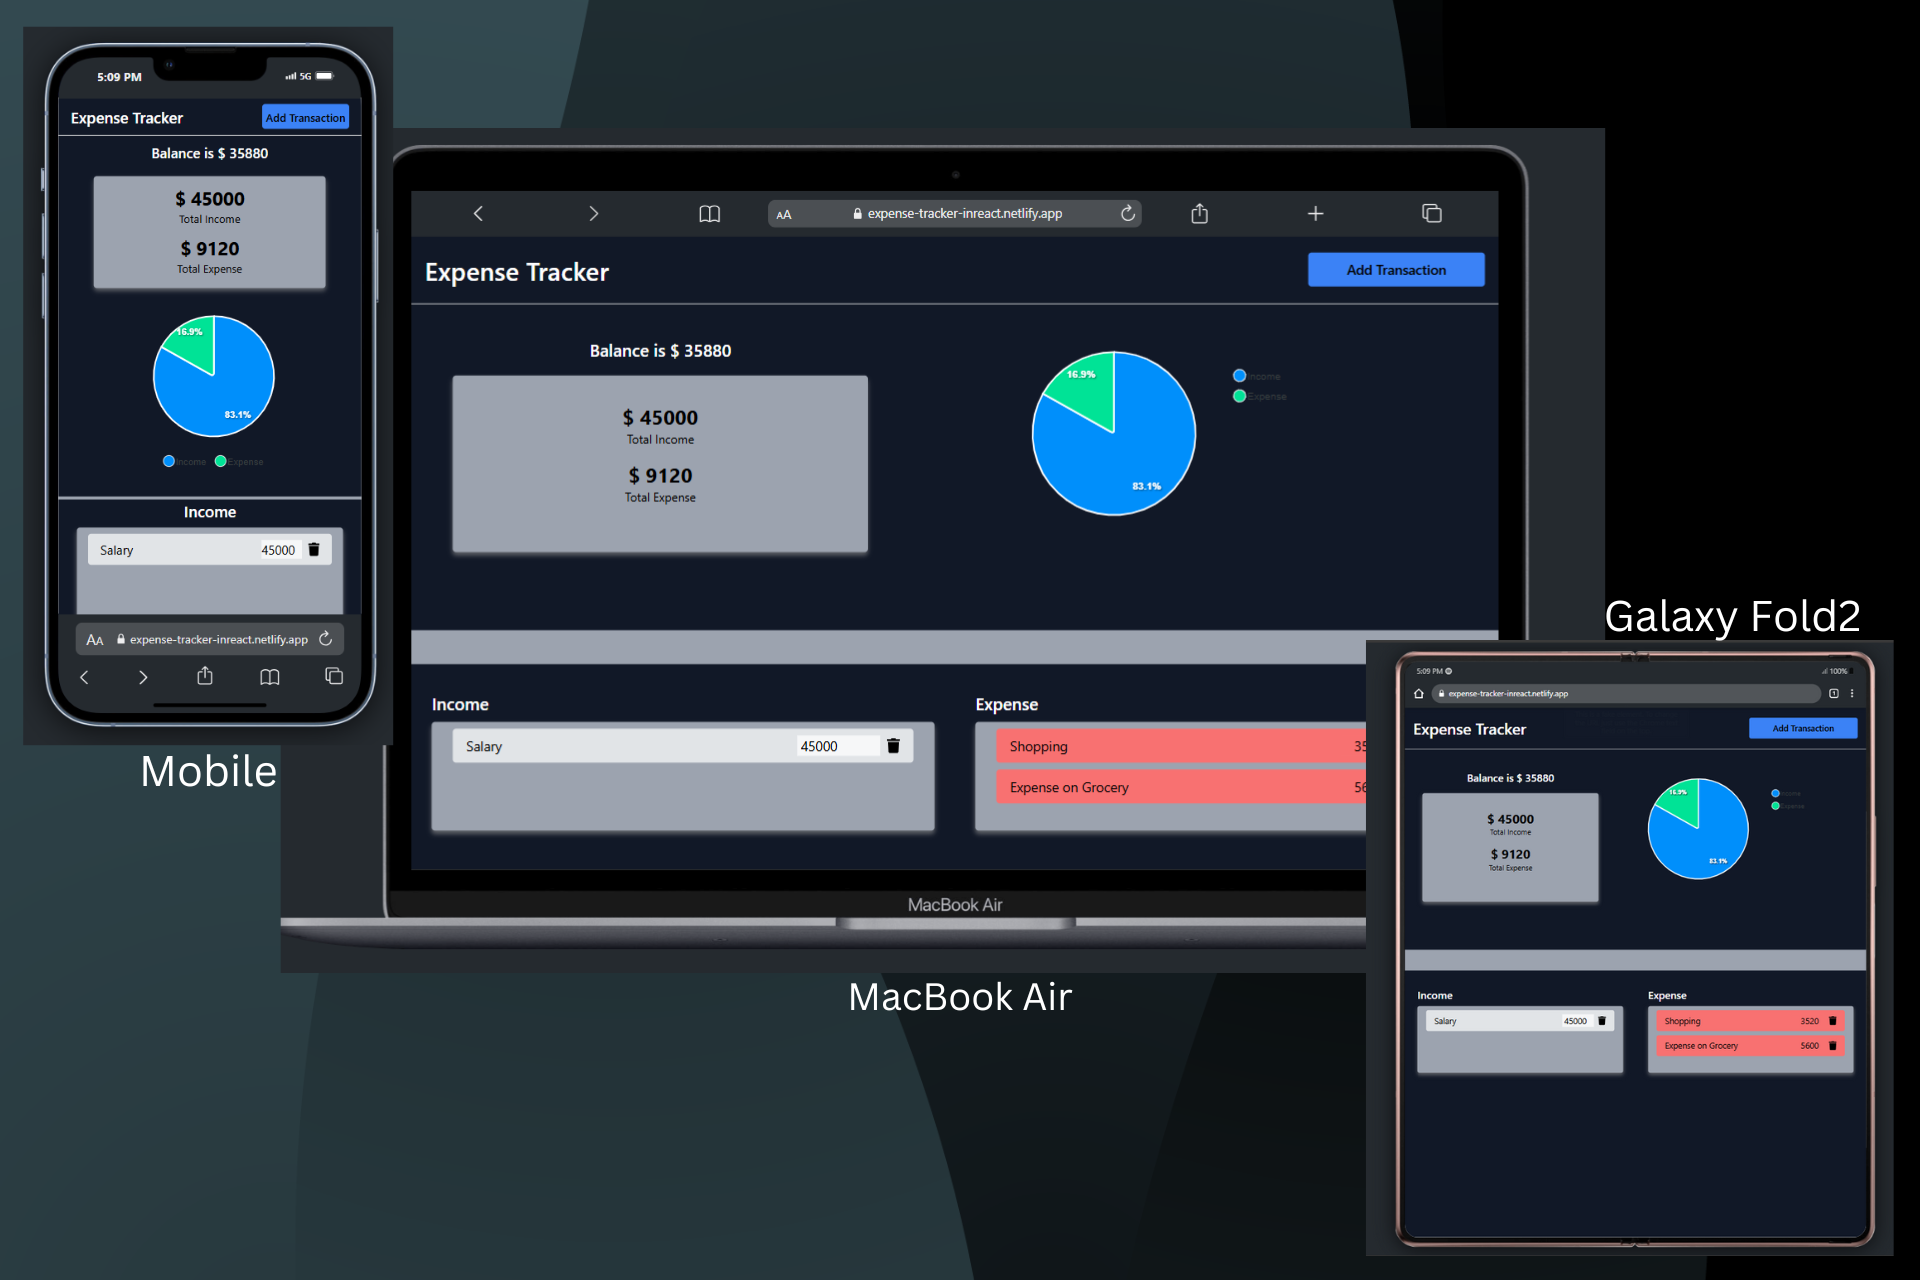 5:09 PM
5G
Expense Tracker
Add Transaction
Balance is $ 35880
$ 45000
Total Income
$ 9120
Total Expense
16.9%
83.1%
Income
Expense
Income
Salary
45000
AA
expense-tracker-inreact.netlify.app
Mobile
AA
expense-tracker-inreact.netlify.app
Expense Tracker
Add Transaction
Balance is $ 35880
$ 45000
Total Income
$ 9120
Total Expense
16.9%
83.1%
Income
Expense
Income
Salary
45000
Expense
Shopping
35
Expense on Grocery
56
MacBook Air
MacBook Air
Galaxy Fold2
5:09 PM
100%
expense-tracker-inreact.netlify.app
1
Expense Tracker
Add Transaction
Balance is $ 35880
$ 45000
Total Income
$ 9120
Total Expense
16.9%
83.1%
Income
Expense
Income
Salary
45000
Expense
Shopping
3520
Expense on Grocery
5600